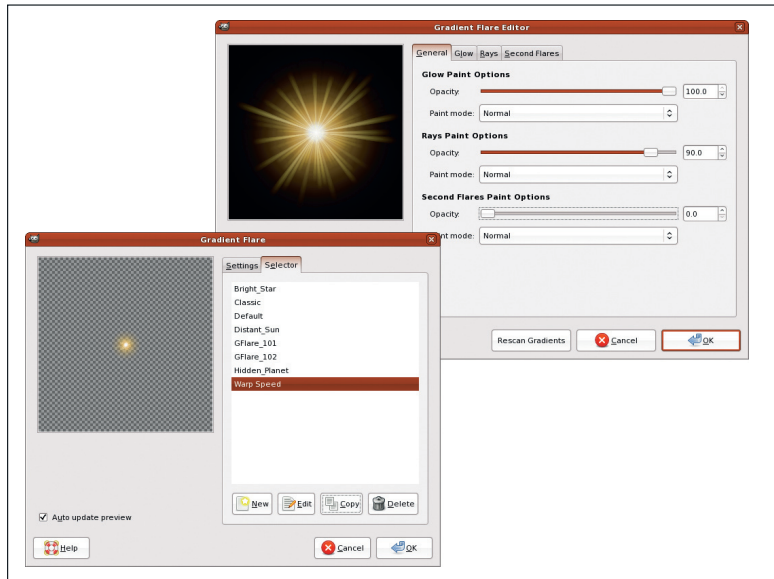 Gradient Flare Editor
General Glow Rays Second Flares
Glow Paint Options
Opacity: 100.0
Paint mode: Normal
Rays Paint Options
Opacity: 90.0
Paint mode: Normal
Second Flares Paint Options
Opacity: 0.0
nt mode: Normal
Rescan Gradients Cancel OK
Gradient Flare
Settings Selector
Bright_Star
Classic
Default
Distant_Sun
GFlare_101
GFlare_102
Hidden_Planet
Warp Speed
New Edit Copy Delete
Auto update preview
Help Cancel OK